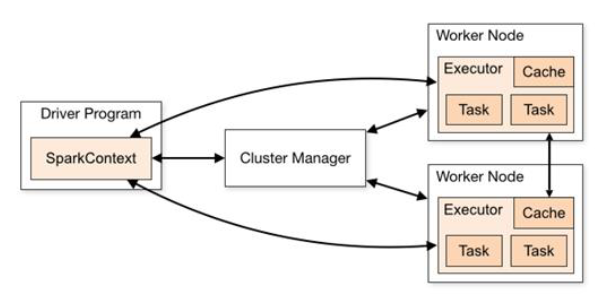 Driver Program
SparkContext
Cluster Manager
Worker Node
Executor
Cache
Task
Task
Worker Node
Executor
Cache
Task
Task